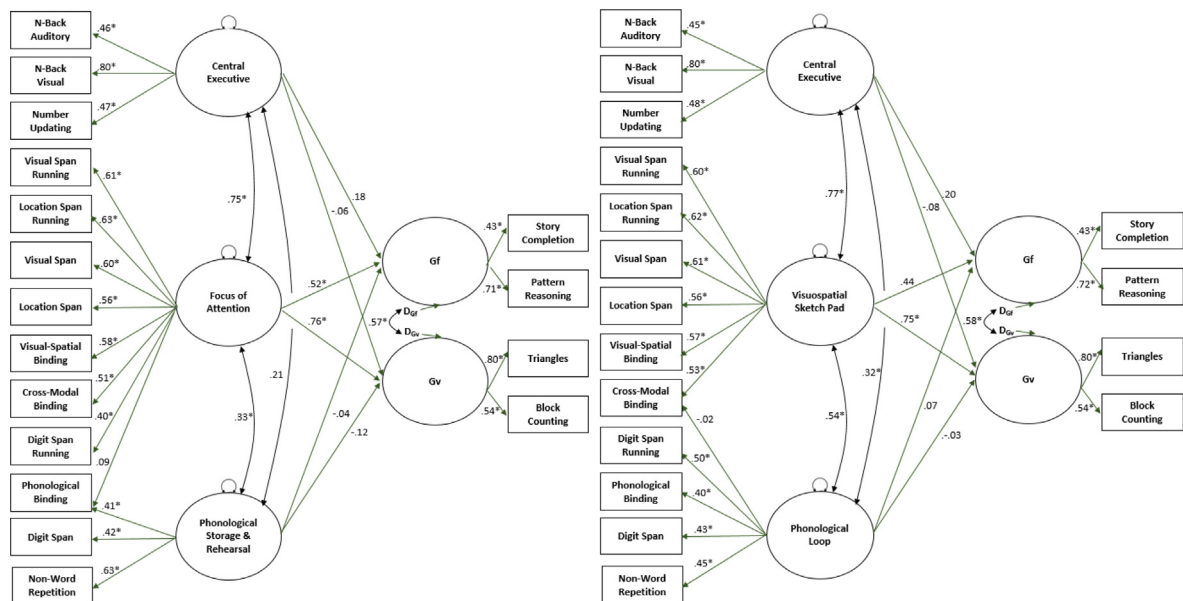 N-Back
Auditory
.46*
N-Back
Visual
.80*
Number
Updating
.47*
Central
Executive
Visual Span
Running
.61*
Location Span
Running
.63*
Visual Span
.60*
Location Span
.56*
Visual-Spatial
Binding
.58*
Cross-Modal
Binding
.51*
Digit Span
Running
.40*
Phonological
Binding
.09
.41*
Digit Span
.42*
Non-Word
Repetition
.63*
Focus of
Attention
Phonological
Storage &
Rehearsal
.75*
.21
.33*
.18
-.06
.52*
.76*
-.04
-.12
.57*
Gf
DGf
DGv
Gv
.43*
Story
Completion
.71*
Pattern
Reasoning
.80*
Triangles
.54*
Block
Counting
N-Back
Auditory
.45*
N-Back
Visual
.80*
Number
Updating
.48*
Central
Executive
Visual Span
Running
.60*
Location Span
Running
.62*
Visual Span
.61*
Location Span
.56*
Visual-Spatial
Binding
.57*
Cross-Modal
Binding
.53*
-.02
Digit Span
Running
.50*
Phonological
Binding
.40*
Digit Span
.43*
Non-Word
Repetition
.45*
Visuospatial
Sketch Pad
Phonological
Loop
.77*
.32*
.54*
.20
-.08
.44
.75*
.07
.-.03
.58*
Gf
DGf
DGv
Gv
.43*
Story
Completion
.72*
Pattern
Reasoning
.80*
Triangles
.54*
Block
Counting